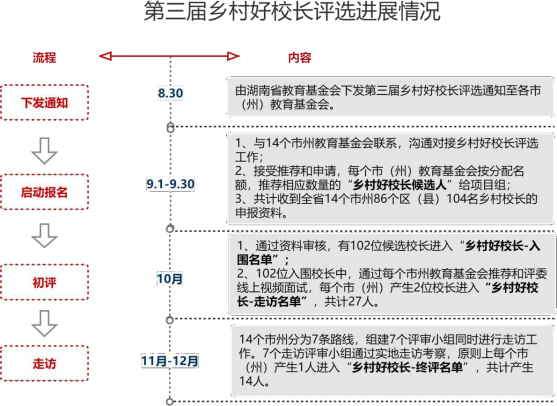 第三届乡村好校长评选进展情况
流程
内容
下发通知
8.30
由湖南省教育基金会下发第三届乡村好校长评选通知至各市
（州）教育基金会。
启动报名
9.1-9.30
1、与14个市州教育基金会联系，沟通对接乡村好校长评选
工作；
2、接受推荐和申请，每个市（州）教育基金会按分配名
额，推荐相应数量的“乡村好校长候选人”给项目组；
3、共计收到全省14个市州86个区（县）104名乡村校长的
申报资料。
初评
10月
1、通过资料审核，有102位候选校长进入“乡村好校长-入
围名单”；
2、102位入围校长中，通过每个市州教育基金会推荐和评委
线上视频面试，每个市（州）产生2位校长进入“乡村好校
长-走访名单”，共计27人。
走访
11月-12月
14个市州分为7条路线，组建7个评审小组同时进行走访工
作。7个走访评审小组通过实地走访考察，原则上每个市
（州）产生1人进入“乡村好校长-终评名单”，共计产生
14人。